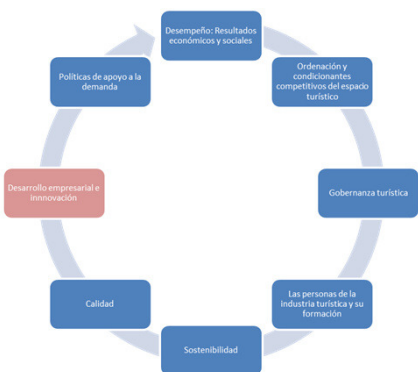 Desempeño: Resultados
económicos y sociales
Ordenación y
condicionantes
competitivos del espado
turístico
Gobernanza turística
Las personas de la
industria turística y su
formación
Sostenibilidad
Calidad
Desarrollo empresarial e
innnovación
Políticas de apoyo a la
demanda